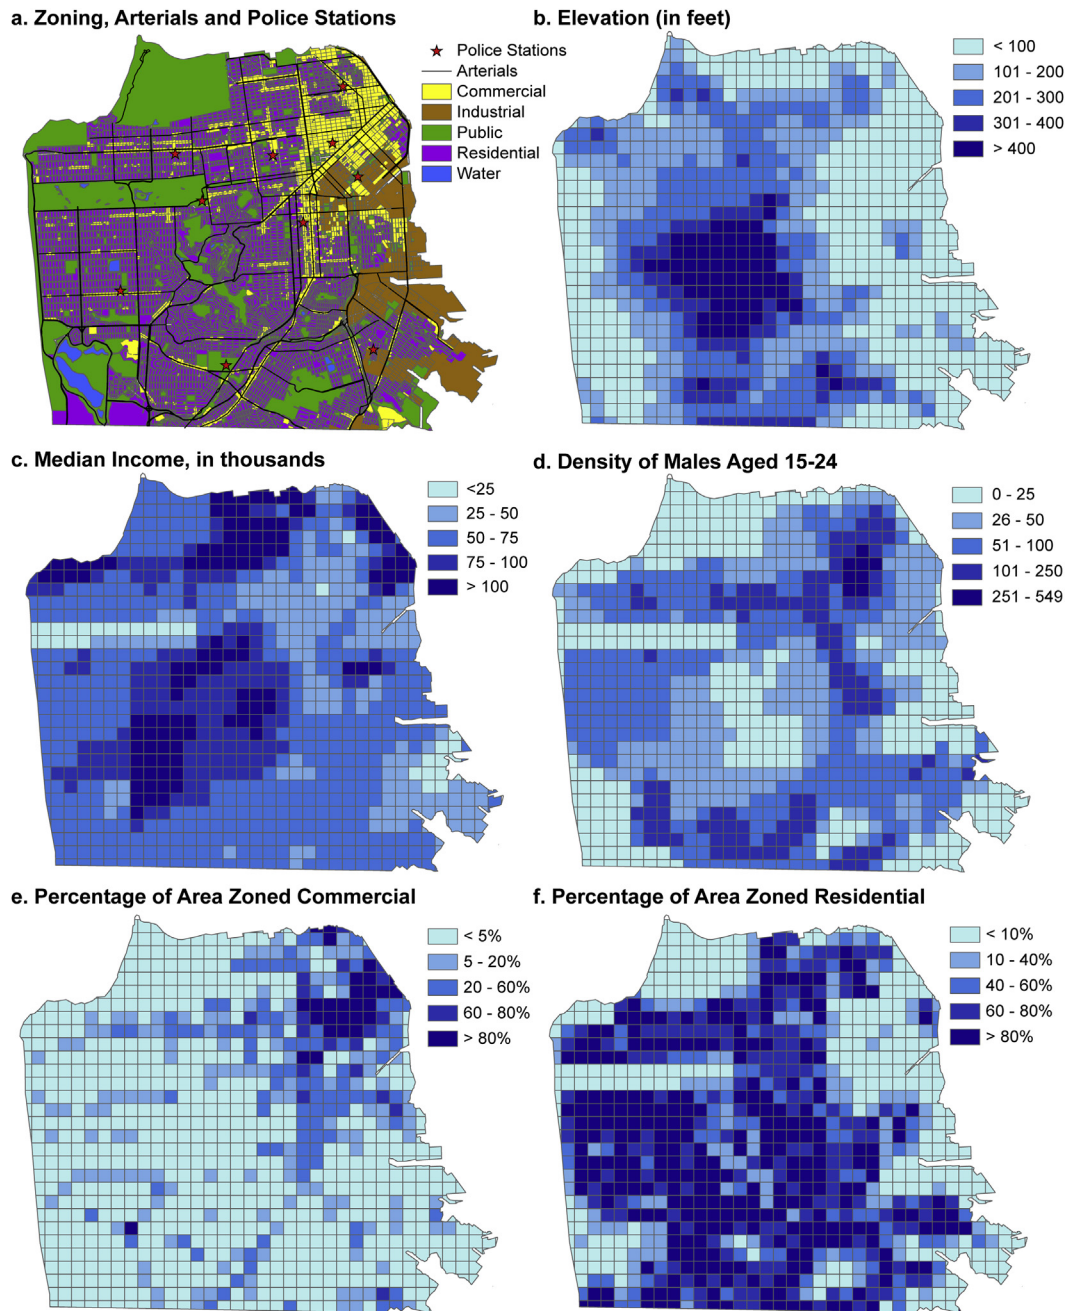 a. Zoning, Arterials and Police Stations
Police Stations
Arterials
Commercial
Industrial
Public
Residential
Water
b. Elevation (in feet)
< 100
101 - 200
201 - 300
301 - 400
> 400
c. Median Income, in thousands
<25
25 - 50
50 - 75
75 - 100
> 100
d. Density of Males Aged 15-24
0 - 25
26 - 50
51 - 100
101 - 250
251 - 549
e. Percentage of Area Zoned Commercial
< 5%
5 - 20%
20 - 60%
60 - 80%
> 80%
f. Percentage of Area Zoned Residential
< 10%
10 - 40%
40 - 60%
60 - 80%
> 80%